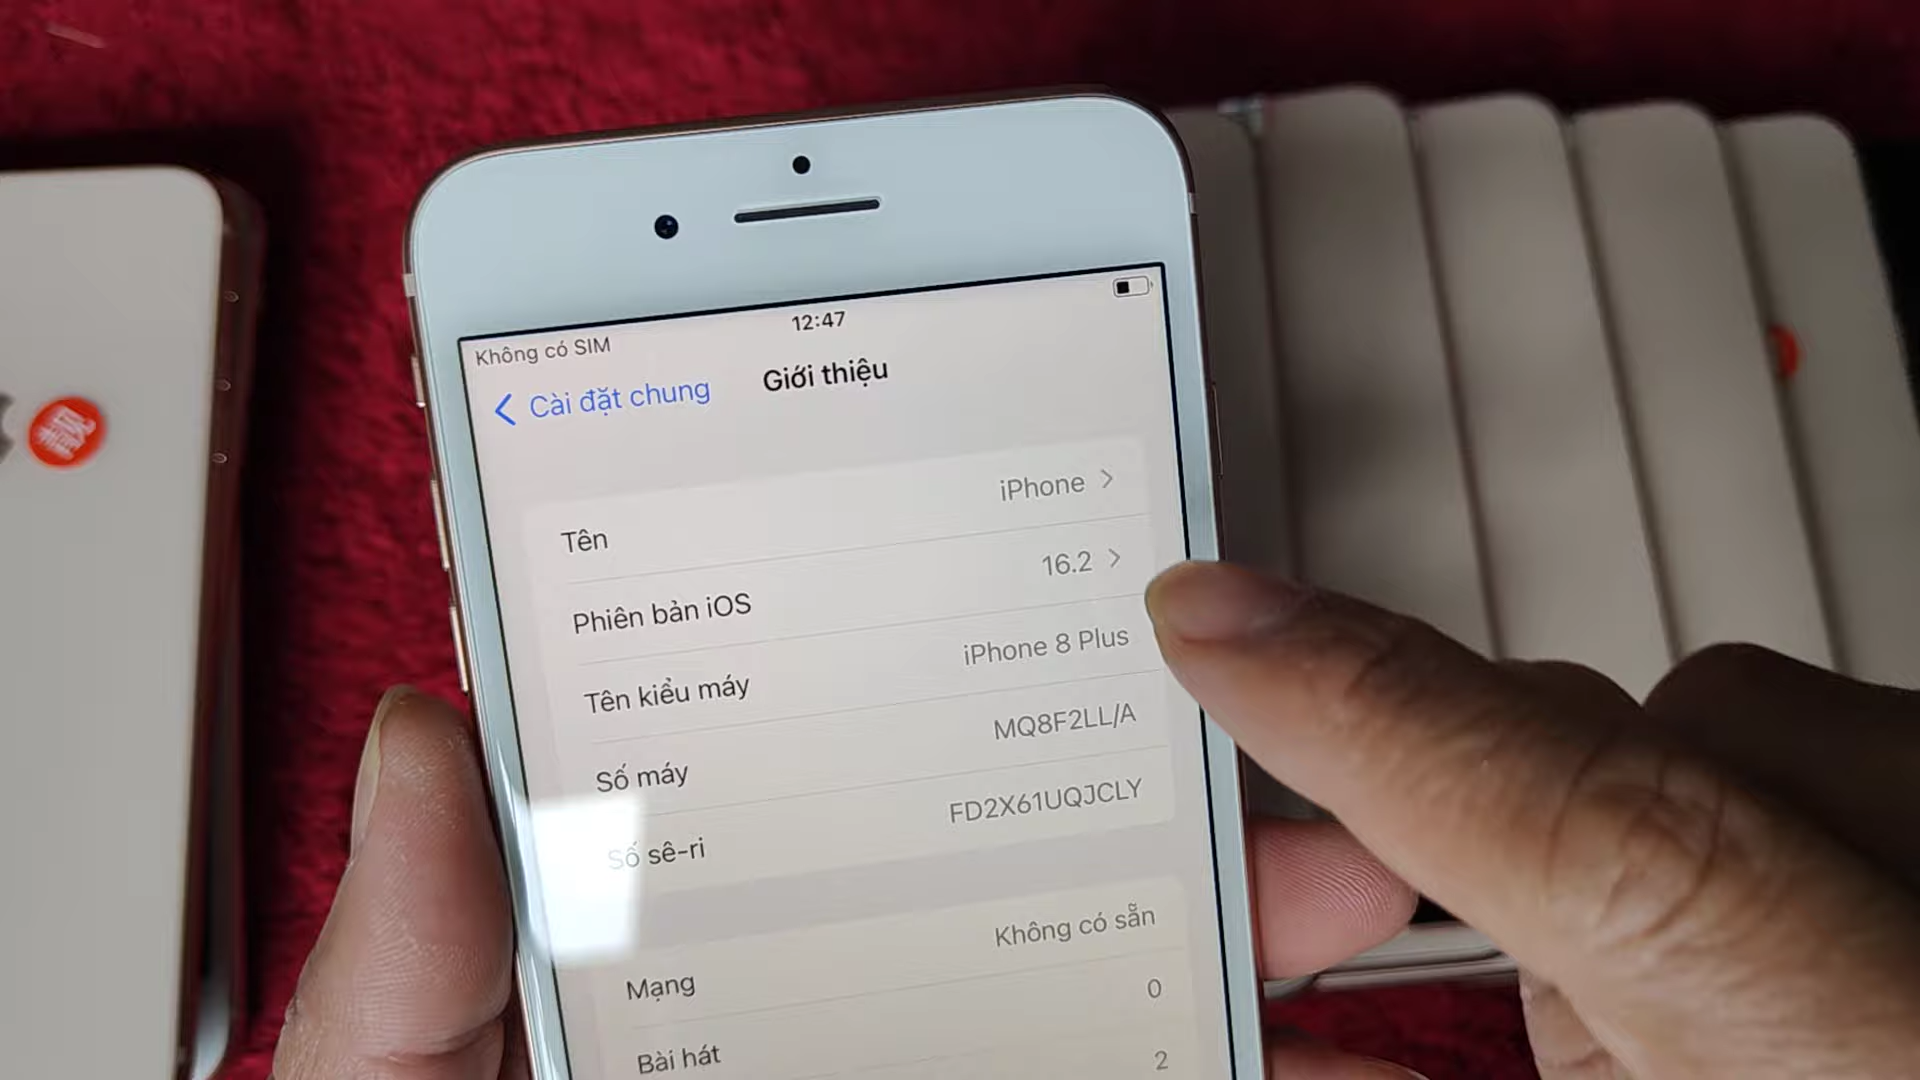 12:47
Không có SIM
Cài đặt chung
Giới thiệu
Tên
iPhone
Phiên bản iOS
16.2
Tên kiểu máy
iPhone 8 Plus
Số máy
MQ8F2LL/A
Số sê-ri
FD2X61UQJCLY
Mạng
Không có sẵn
Bài hát
0
2